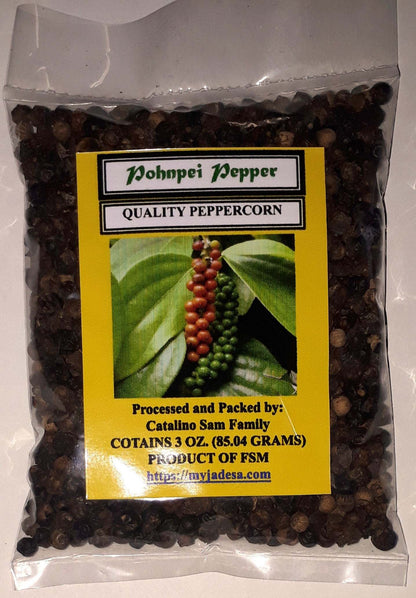 Pohnpei Pepper
QUALITY PEPPERCORN
Processed and Packed by:
Catalino Sam Family
COTAINS 3 OZ. (85.04 GRAMS)
PRODUCT OF FSM
https://myjadesa.com